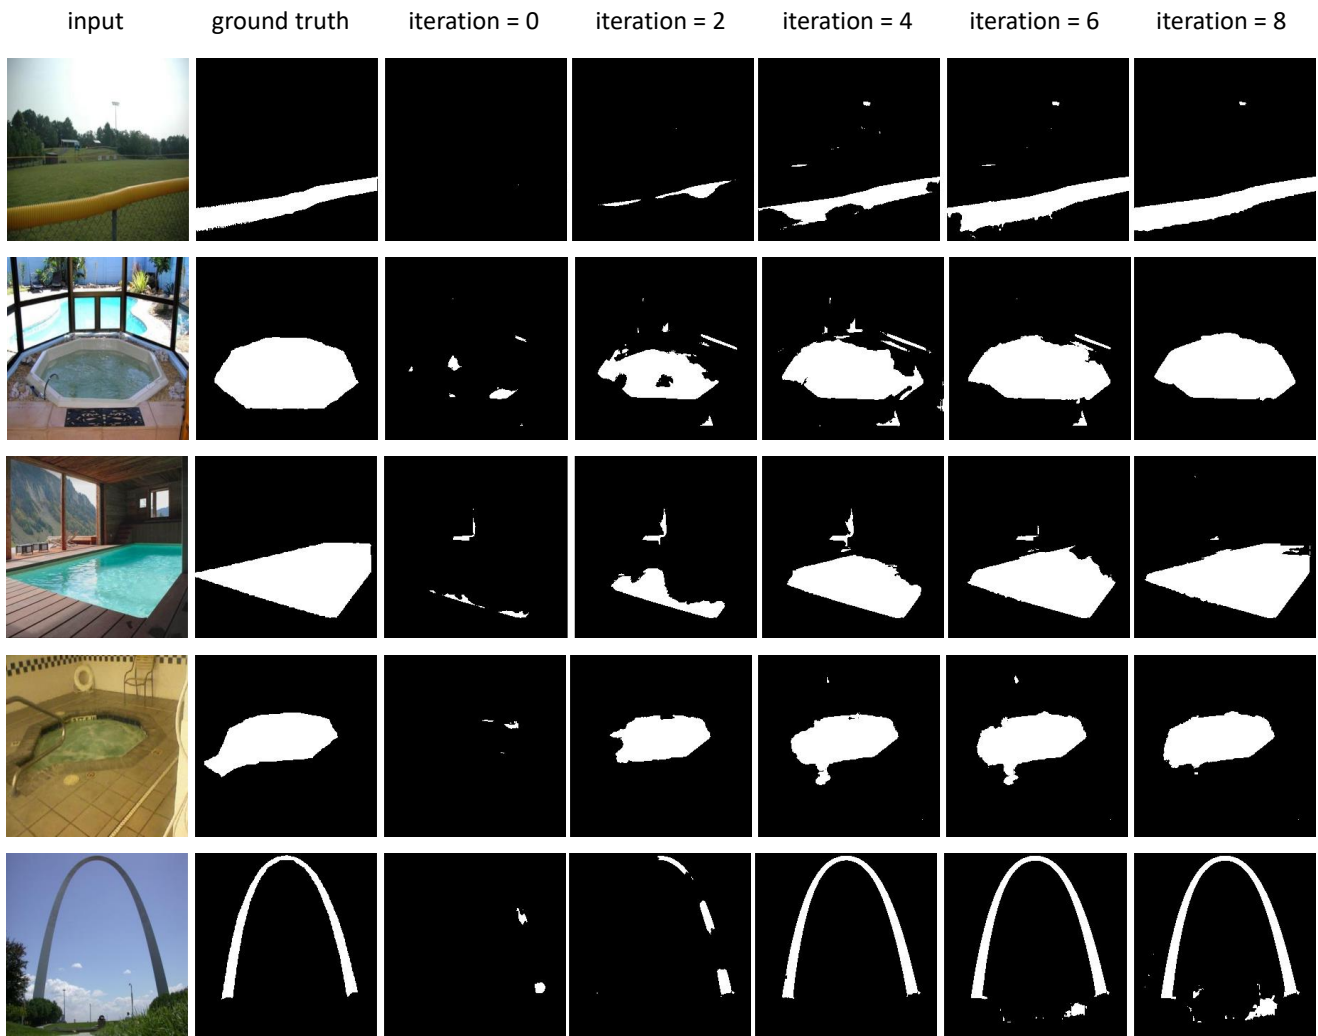 input ground truth iteration = 0 iteration = 2 iteration = 4 iteration = 6 iteration = 8